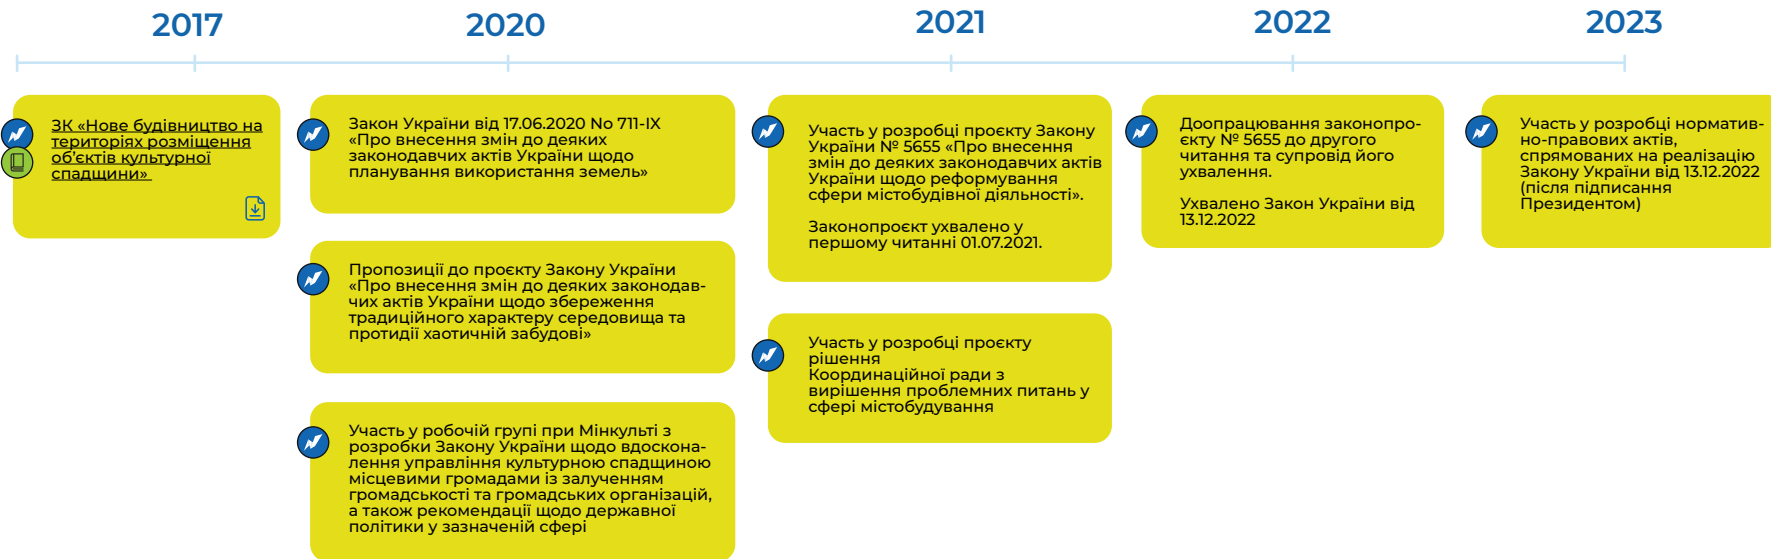 2017
2020
2021
2022
2023
ЗК «Нове будівництво на
територіях розміщення
об’єктів культурної
спадщини»
Закон України від 17.06.2020 No 711-IX
«Про внесення змін до деяких
законодавчих актів України щодо
планування використання земель»
Пропозиції до проєкту Закону України
«Про внесення змін до деяких законодав-
чих актів України щодо збереження
традиційного характеру середовища та
протидії хаотичній забудові»
Участь у робочій групі при Мінкульті з
розробки Закону України щодо вдоскона-
лення управління культурною спадщиною
місцевими громадами із залученням
громадськості та громадських організацій,
а також рекомендації щодо державної
політики у зазначеній сфері
Участь у розробці проєкту Закону
України № 5655 «Про внесення
змін до деяких законодавчих актів
України щодо реформування
сфери містобудівної діяльності».
Законопроєкт ухвалено у
першому читанні 01.07.2021.
Участь у розробці проєкту
рішення
Координаційної ради з
вирішення проблемних питань у
сфері містобудування
Доопрацювання законопро-
єкту № 5655 до другого
читання та супровід його
ухвалення.
Ухвалено Закон України від
13.12.2022
Участь у розробці норматив-
но-правових актів,
спрямованих на реалізацію
Закону України від 13.12.2022
(після підписання
Президентом)